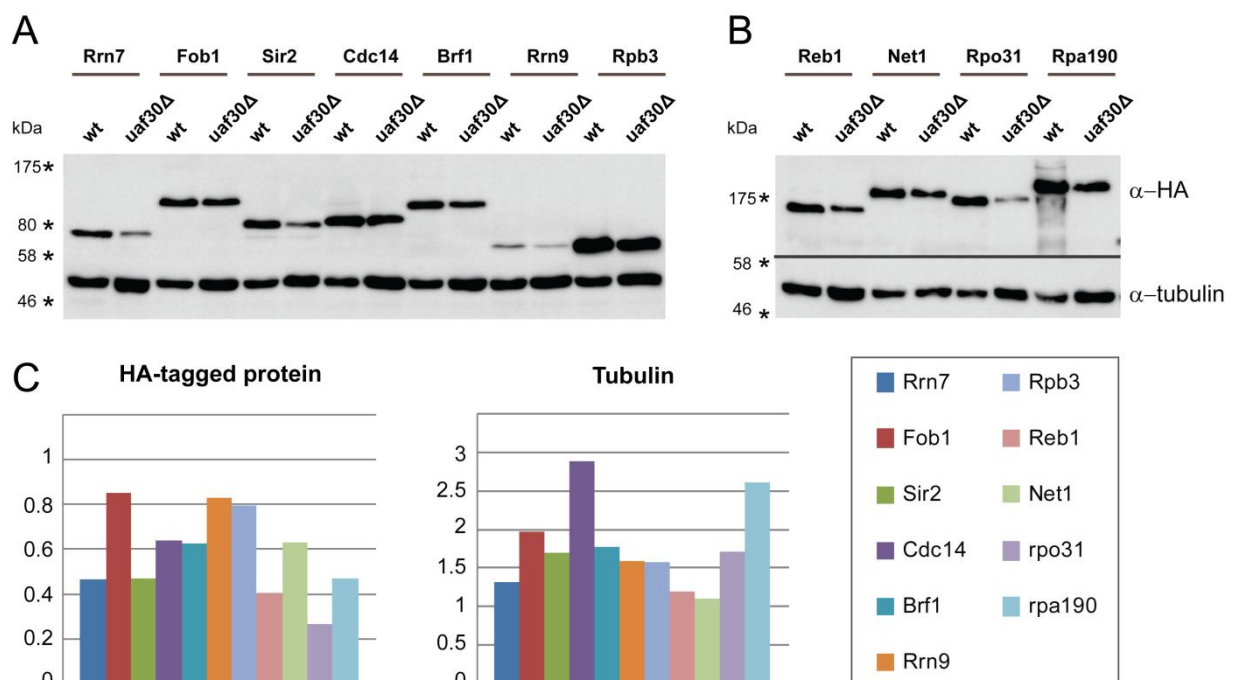 A
Rrn7 Fob1 Sir2 Cdc14 Brf1 Rrn9 Rpb3
kDa wt uaf30Δ wt uaf30Δ wt uaf30Δ wt uaf30Δ wt uaf30Δ wt uaf30Δ wt uaf30Δ
175*
80 *
58 *
46 *
B
Reb1 Net1 Rpo31 Rpa190
kDa wt uaf30Δ wt uaf30Δ wt uaf30Δ wt uaf30Δ
175* α–HA
58 *
46 * α–tubulin
C
HA-tagged protein
1
0.8
0.6
0.4
0.2
0
Tubulin
3
2.5
2
1.5
1
0.5
0
Rrn7 Rpb3
Fob1 Reb1
Sir2 Net1
Cdc14 rpo31
Brf1 rpa190
Rrn9